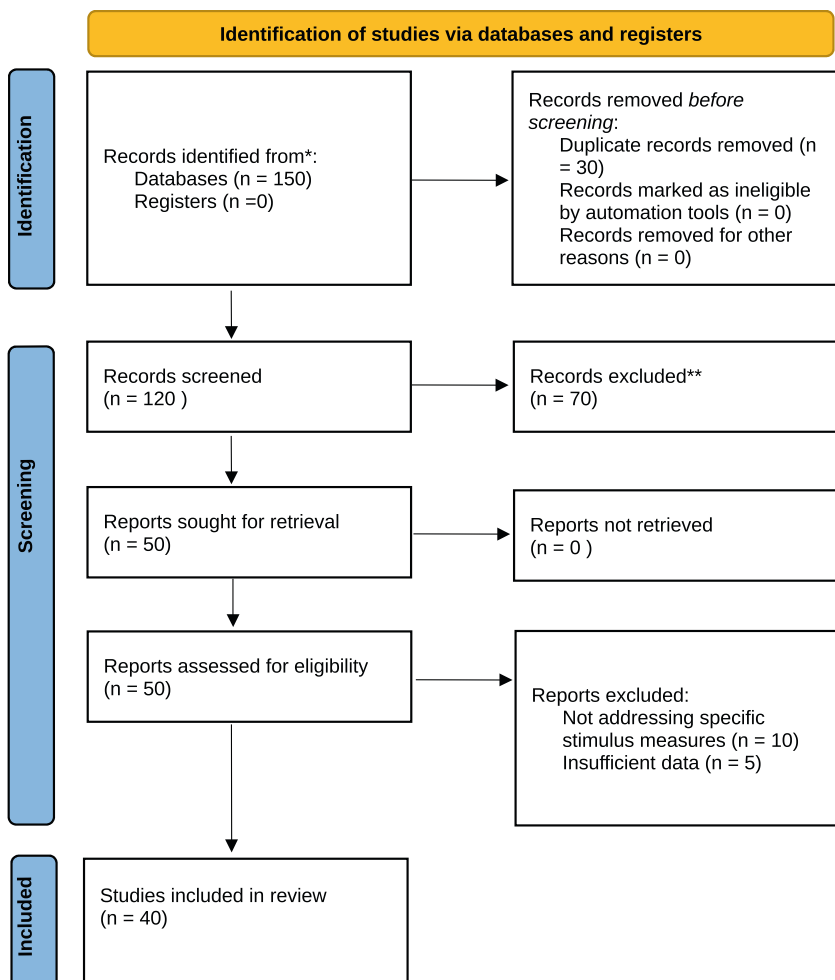 Identification of studies via databases and registers
Identification
Records identified from*:
Databases (n = 150)
Registers (n =0)
Records removed before
screening:
Duplicate records removed (n
= 30)
Records marked as ineligible
by automation tools (n = 0)
Records removed for other
reasons (n = 0)
Screening
Records screened
(n = 120 )
Records excluded**
(n = 70)
Reports sought for retrieval
(n = 50)
Reports not retrieved
(n = 0 )
Reports assessed for eligibility
(n = 50)
Reports excluded:
Not addressing specific
stimulus measures (n = 10)
Insufficient data (n = 5)
Included
Studies included in review
(n = 40)